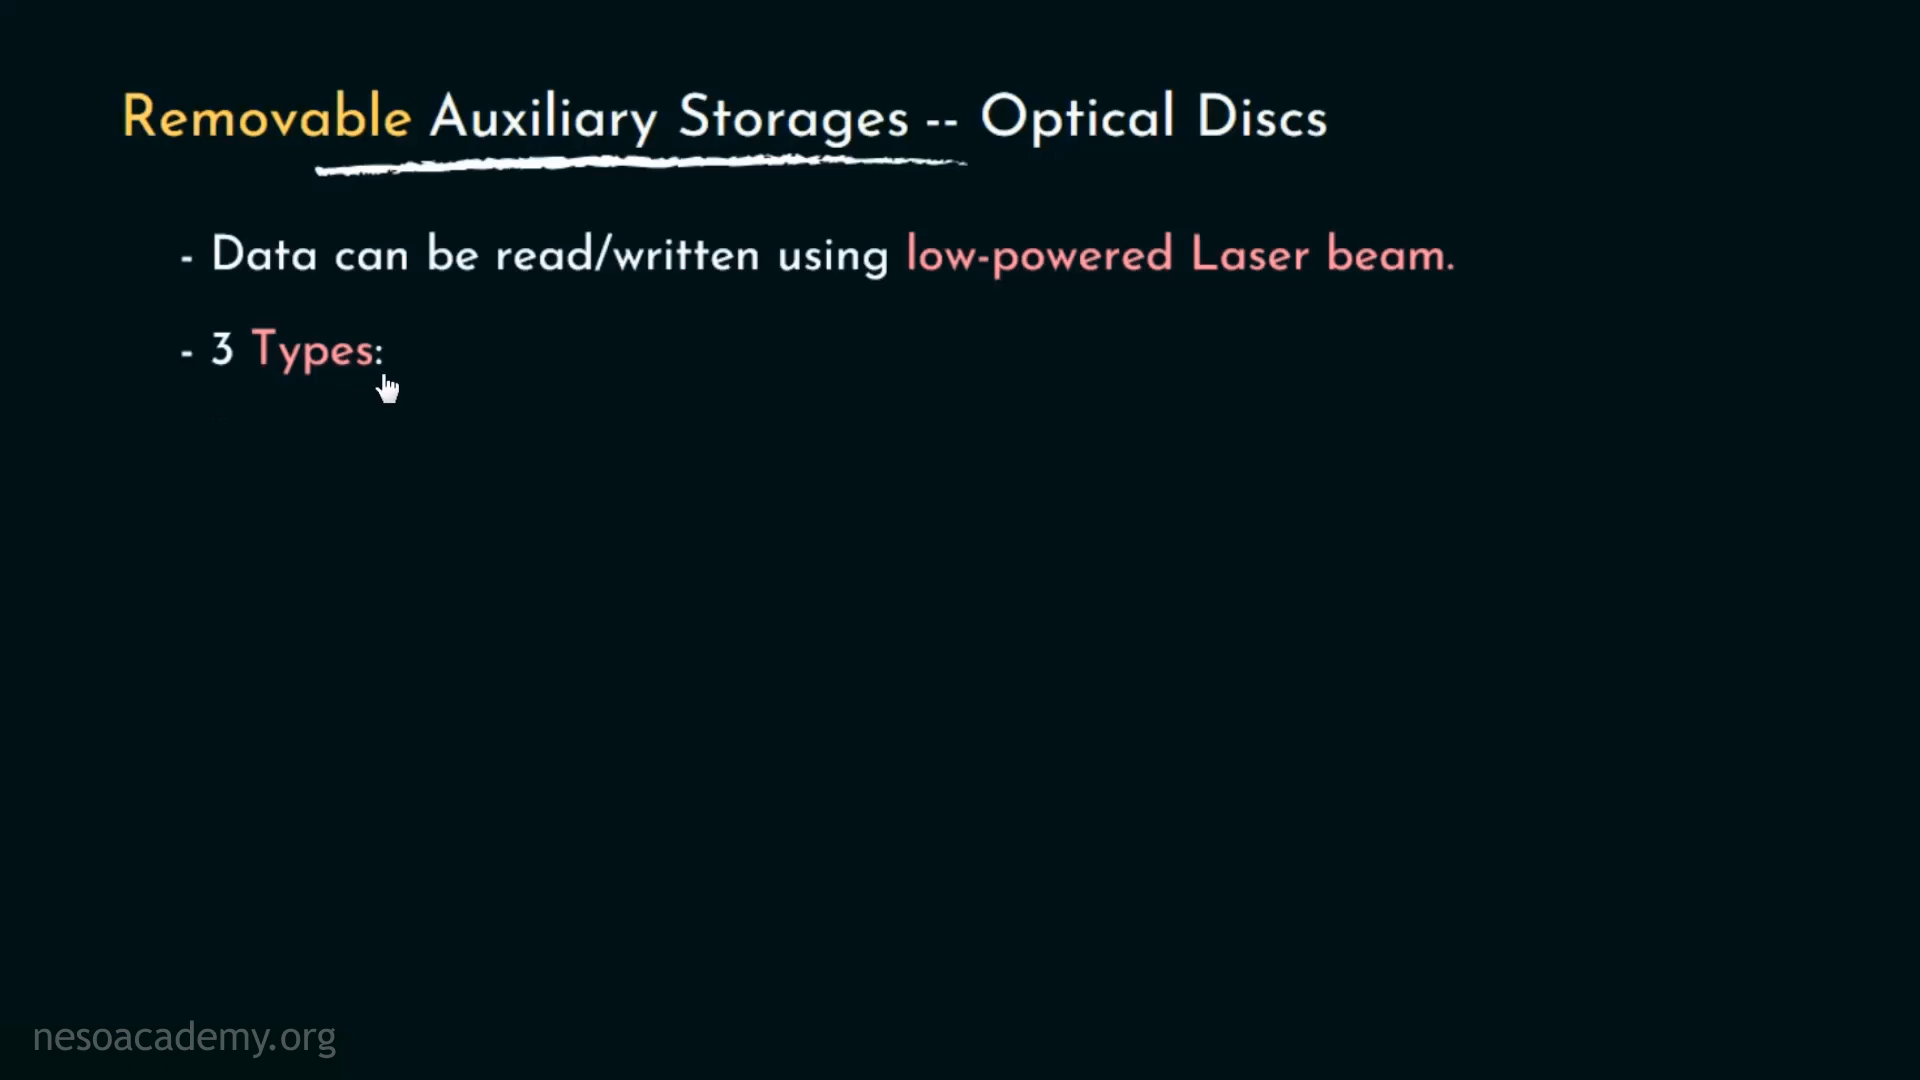 Removable Auxiliary Storages -- Optical Discs
- Data can be read/written using low-powered Laser beam.
- 3 Types:
nesoacademy.org